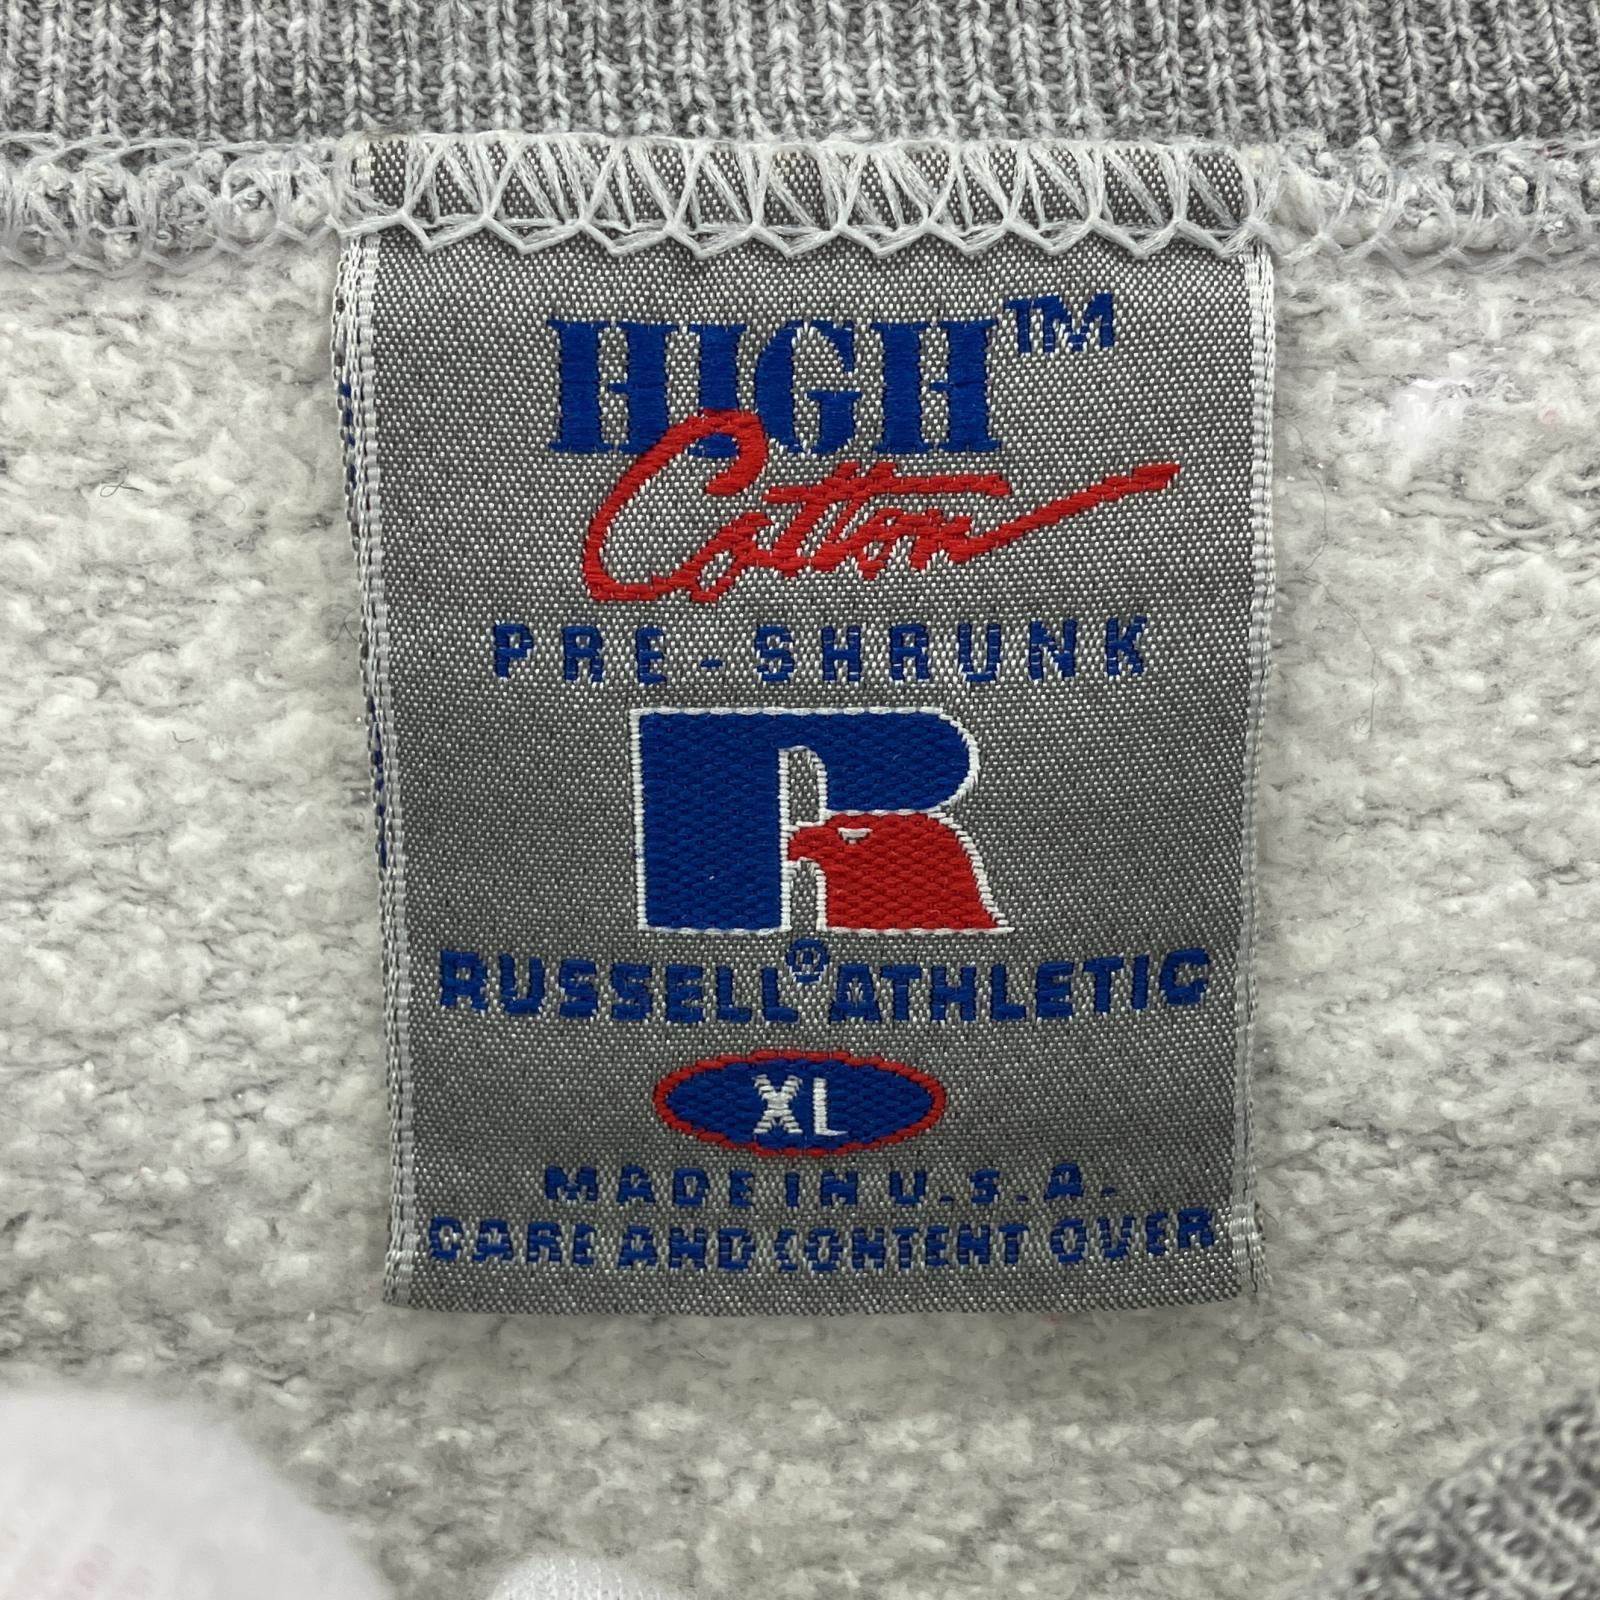 HIGH™
Cotton
PRE-SHRUNK
R
RUSSELL® ATHLETIC
XL
MADE IN U.S.A.
CARE AND CONTENT OVER